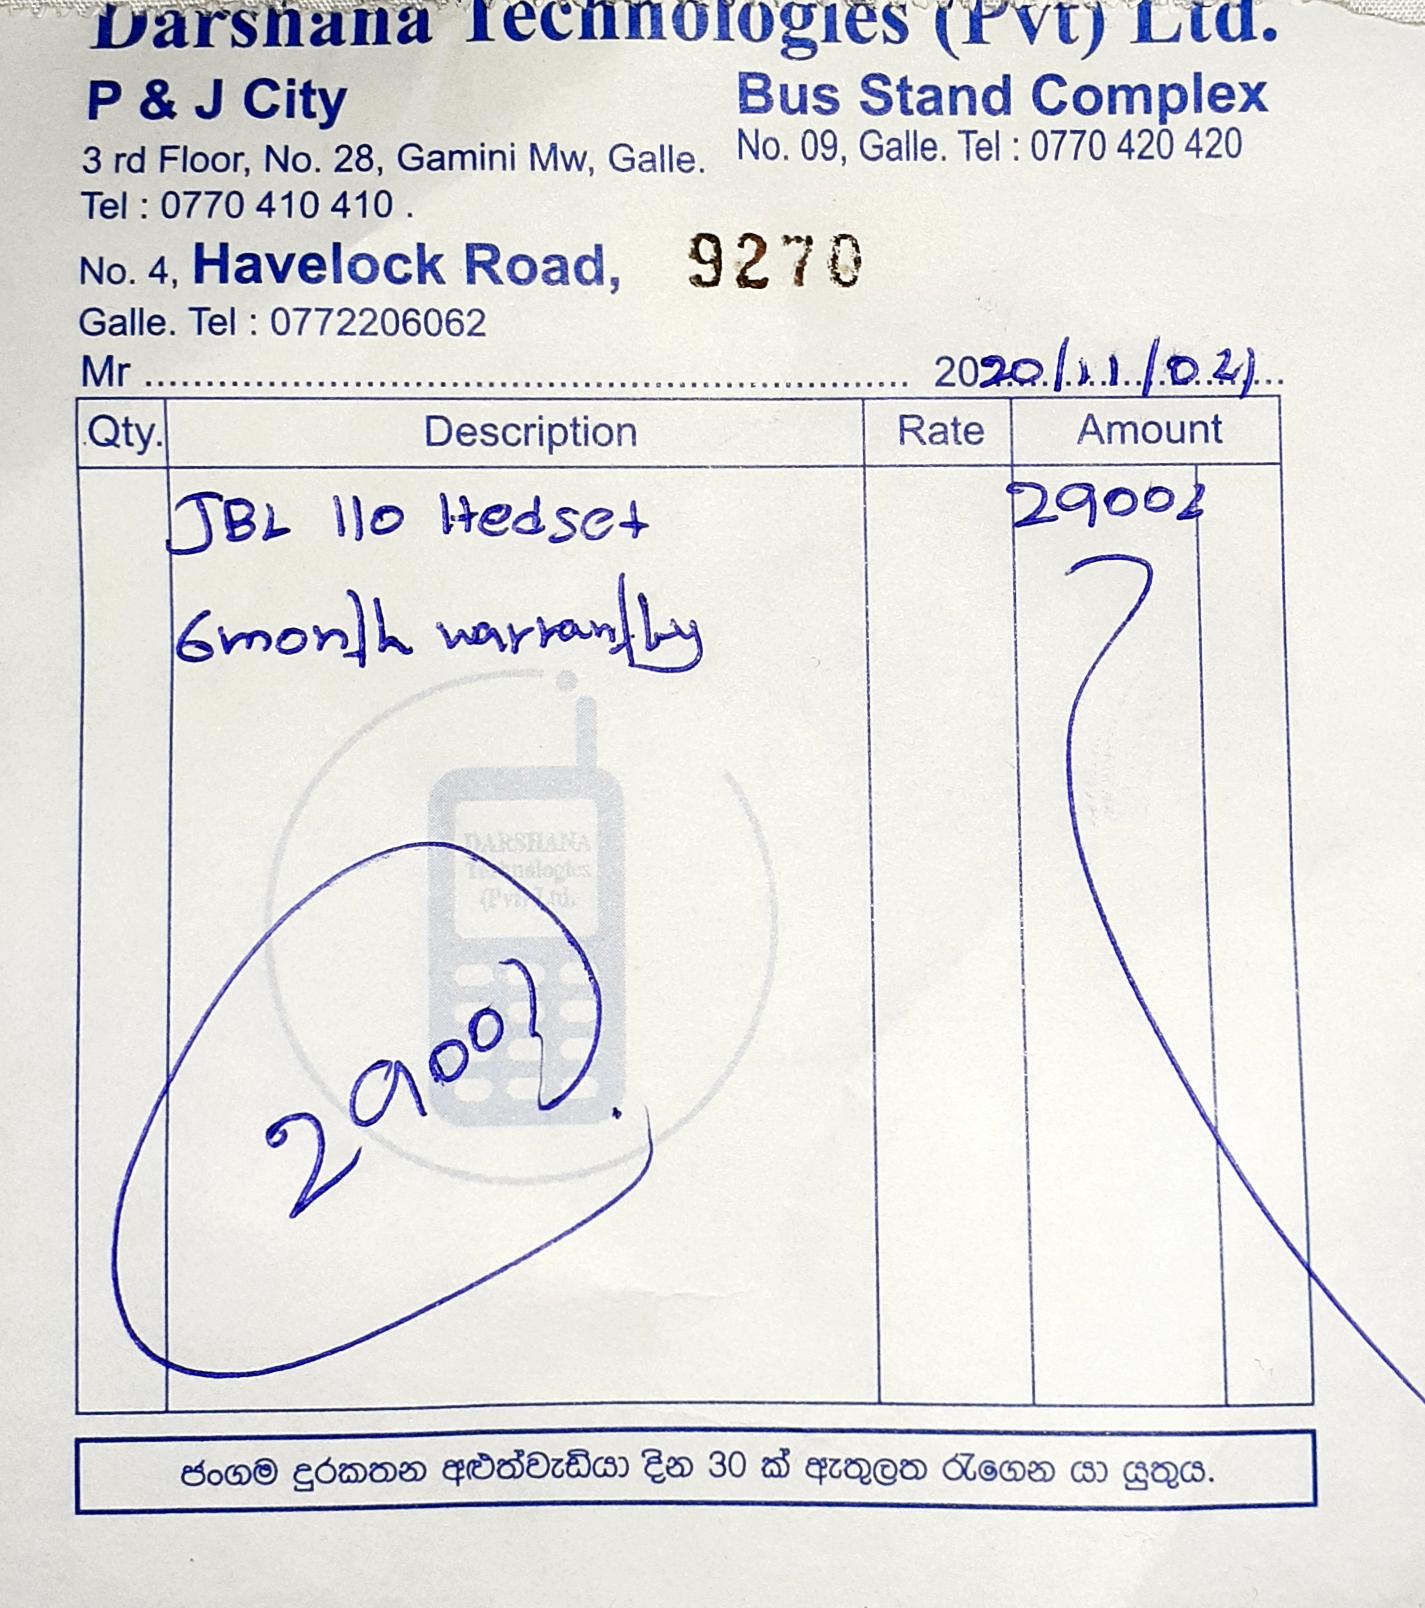 Darshana Technologies (Pvt) Ltd.
P & J City
3 rd Floor, No. 28, Gamini Mw, Galle.
Tel : 0770 410 410 .
Bus Stand Complex
No. 09, Galle. Tel : 0770 420 420
No. 4, Havelock Road,
Galle. Tel : 0772206062
9270
Mr ................................................................ 2020/11/02
Qty. Description Rate Amount
JBL 110 Hedset 2900/
6month warranty
DARSHANA
Technologies
(Pvt) Ltd.
2900/
ජංගම දුරකතන අළුත්වැඩියා දින 30 ක් ඇතුලත රැගෙන යා යුතුය.